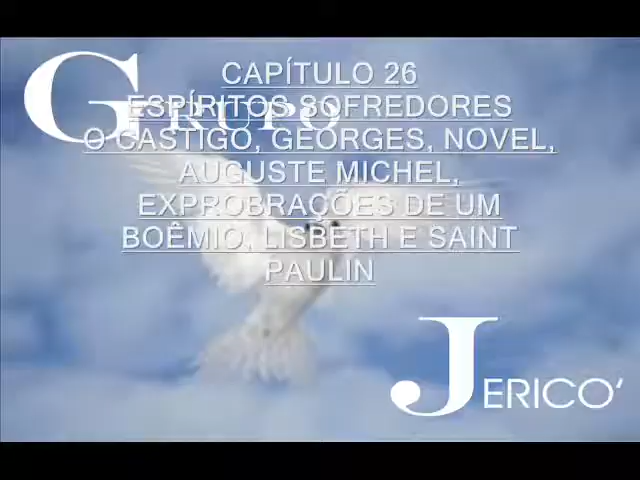 GRUPO
CAPÍTULO 26
ESPÍRITOS SOFREDORES
O CASTIGO, GEORGES, NOVEL,
AUGUSTE MICHEL,
EXPROBRAÇÕES DE UM
BOÊMIO, LISBETH E SAINT
PAULIN
JERICO'